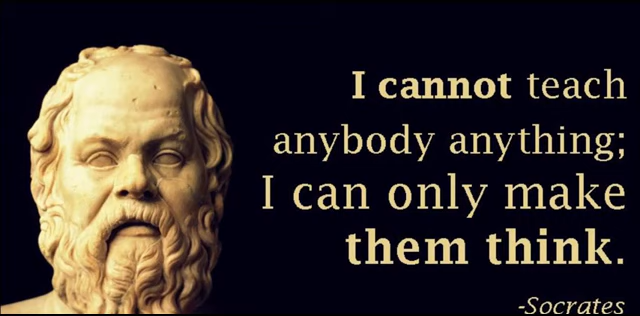 I cannot teach
anybody anything;
I can only make
them think.
-Socrates